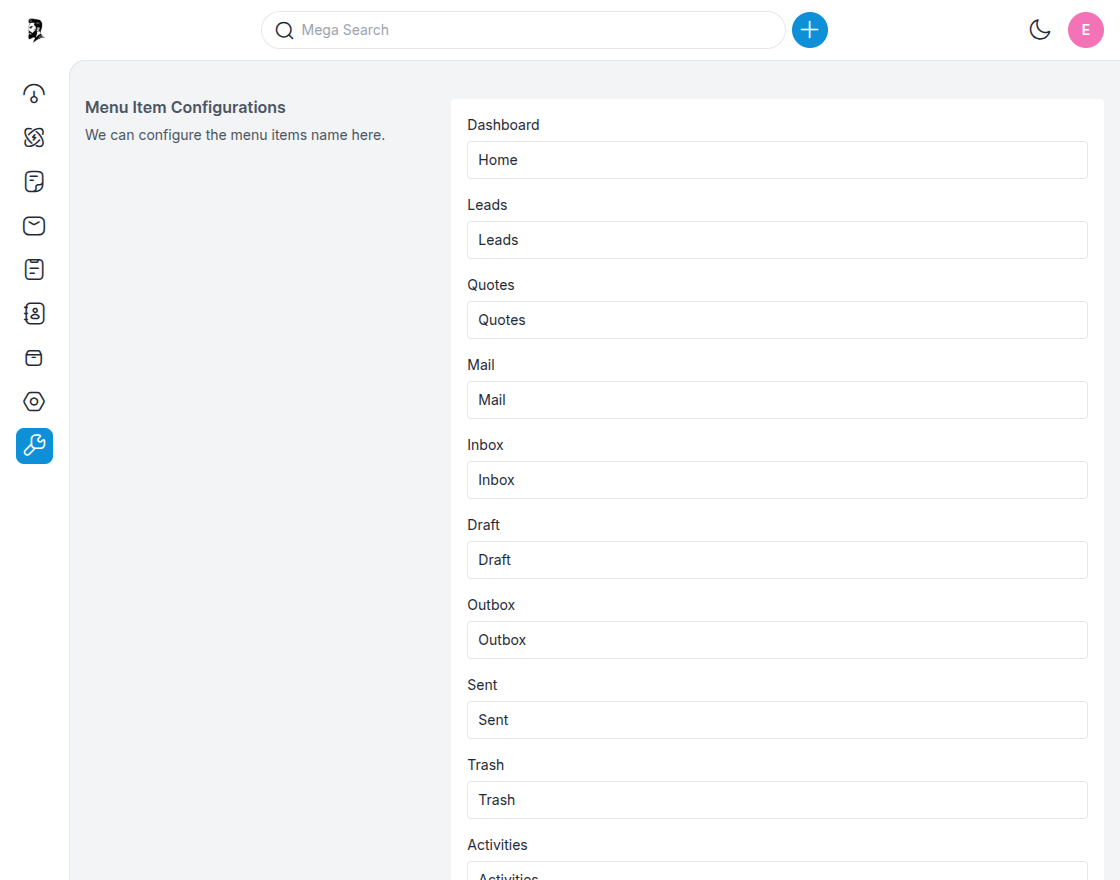 Mega Search
E
Menu Item Configurations
We can configure the menu items name here.
Dashboard
Home
Leads
Leads
Quotes
Quotes
Mail
Mail
Inbox
Inbox
Draft
Draft
Outbox
Outbox
Sent
Sent
Trash
Trash
Activities
Activities